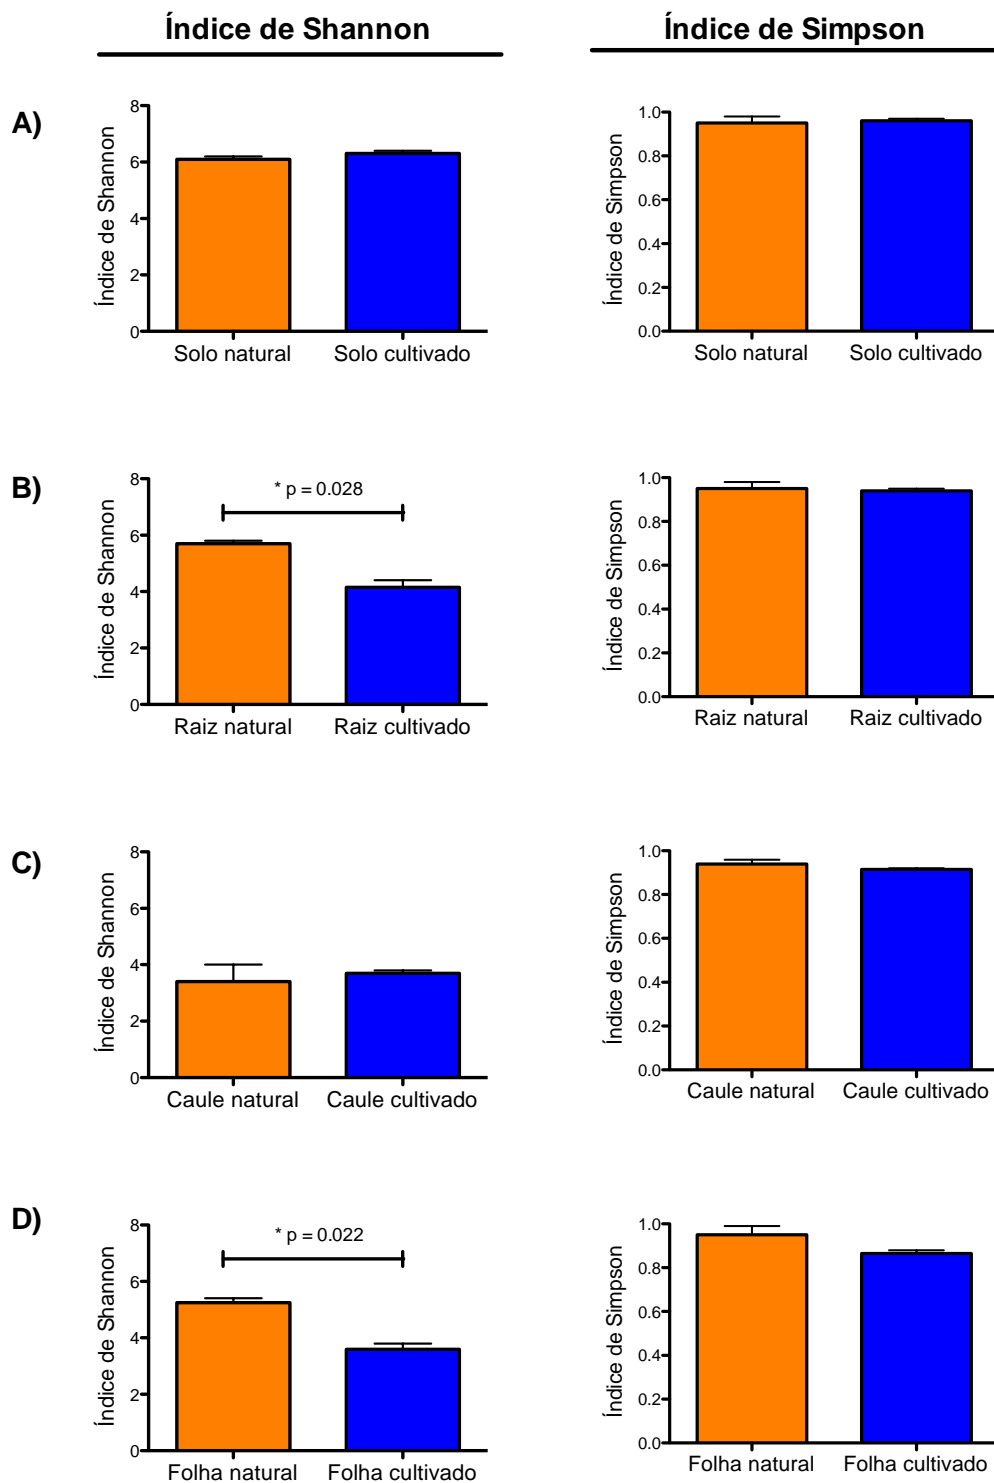 Índice de Shannon
Índice de Simpson
A)
Índice de Shannon
8
6
4
2
0
Solo natural Solo cultivado
Índice de Simpson
1.0
0.8
0.6
0.4
0.2
0.0
Solo natural Solo cultivado
B)
Índice de Shannon
8
6
4
2
0
* p = 0.028
Raiz natural Raiz cultivado
Índice de Simpson
1.0
0.8
0.6
0.4
0.2
0.0
Raiz natural Raiz cultivado
C)
Índice de Shannon
8
6
4
2
0
Caule natural Caule cultivado
Índice de Simpson
1.0
0.8
0.6
0.4
0.2
0.0
Caule natural Caule cultivado
D)
Índice de Shannon
8
6
4
2
0
* p = 0.022
Folha natural Folha cultivado
Índice de Simpson
1.0
0.8
0.6
0.4
0.2
0.0
Folha natural Folha cultivado